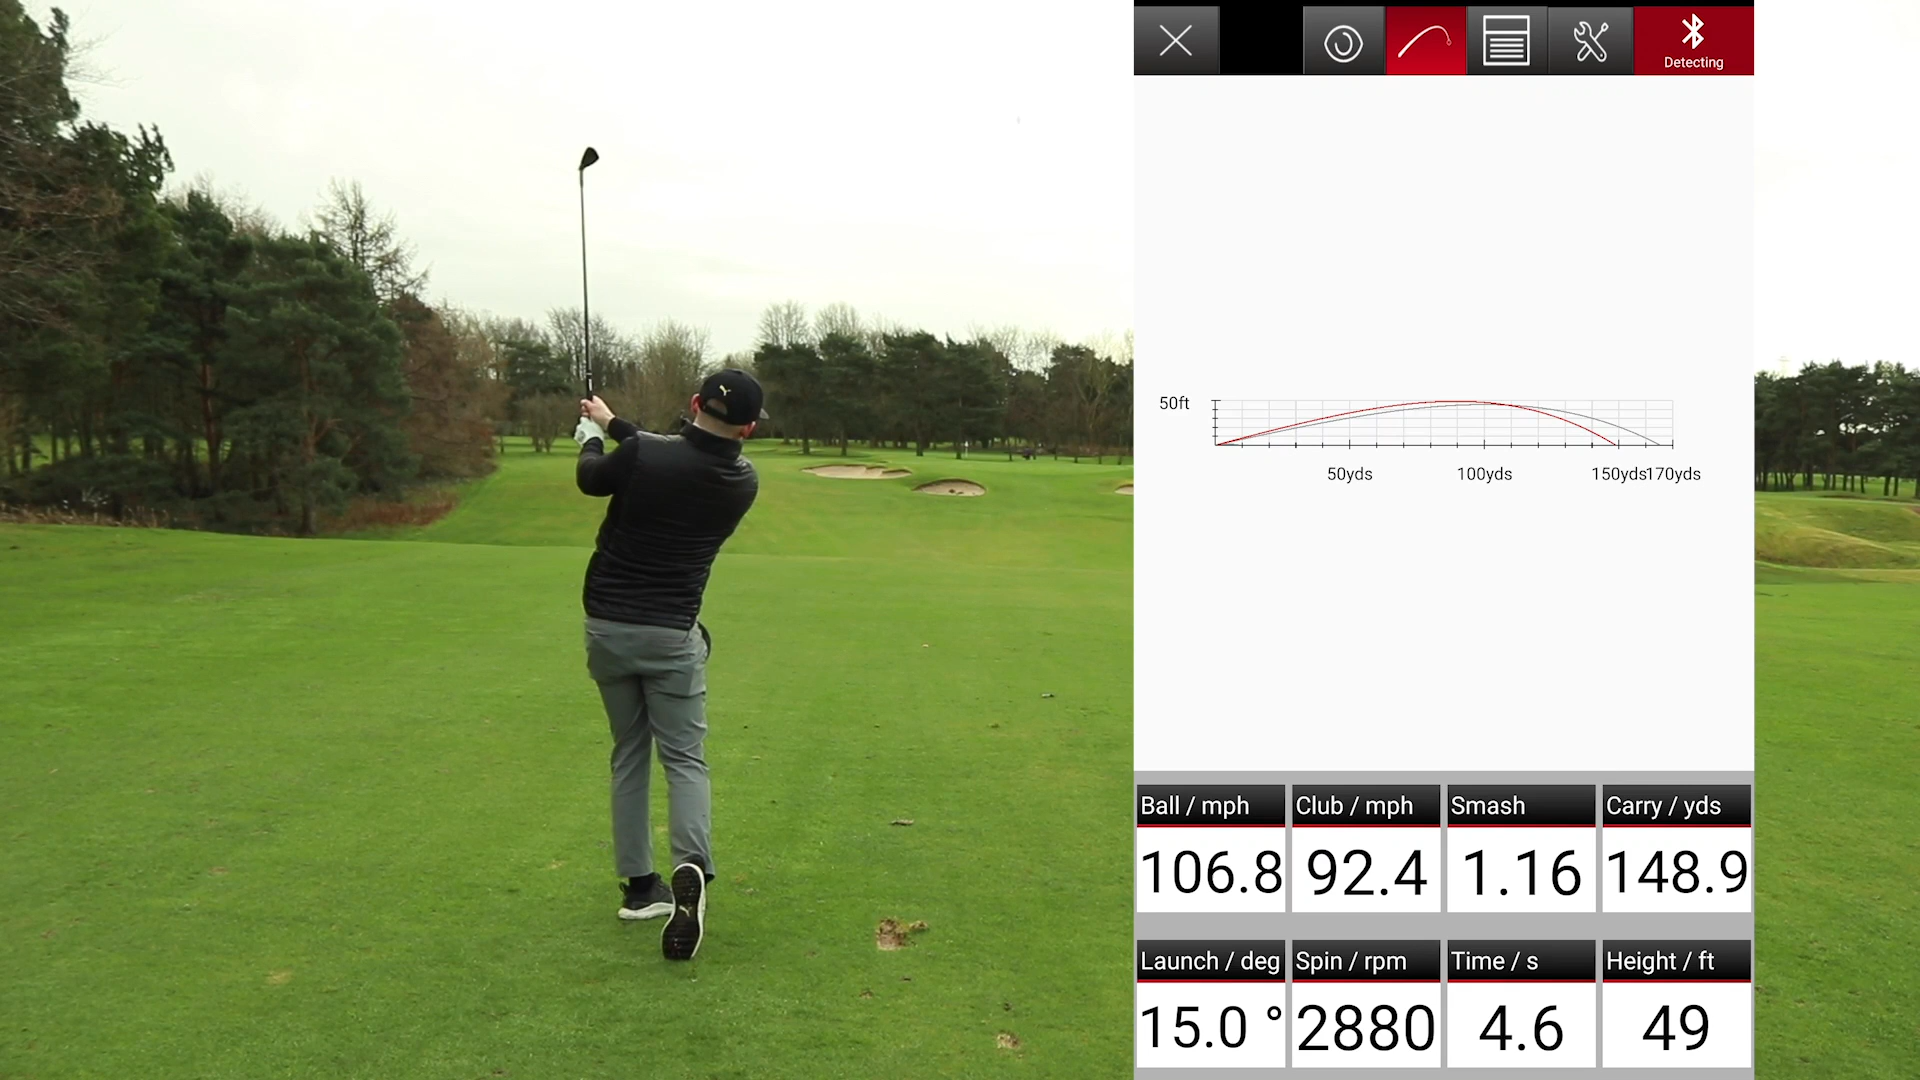 Detecting
50ft
50yds 100yds 150yds170yds
Ball / mph Club / mph Smash Carry / yds
106.8 92.4 1.16 148.9
Launch / deg Spin / rpm Time / s Height / ft
15.0 ° 2880 4.6 49